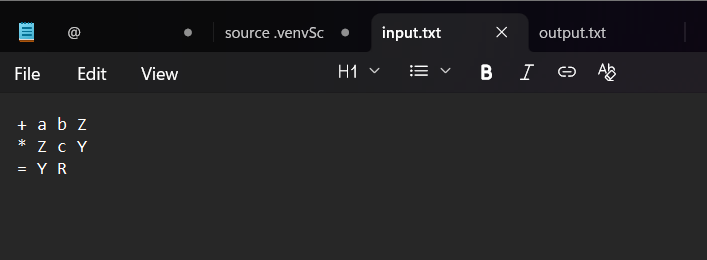 @ source .venvSc input.txt output.txt
File Edit View H1 B I A
+ a b Z
* Z c Y
= Y R